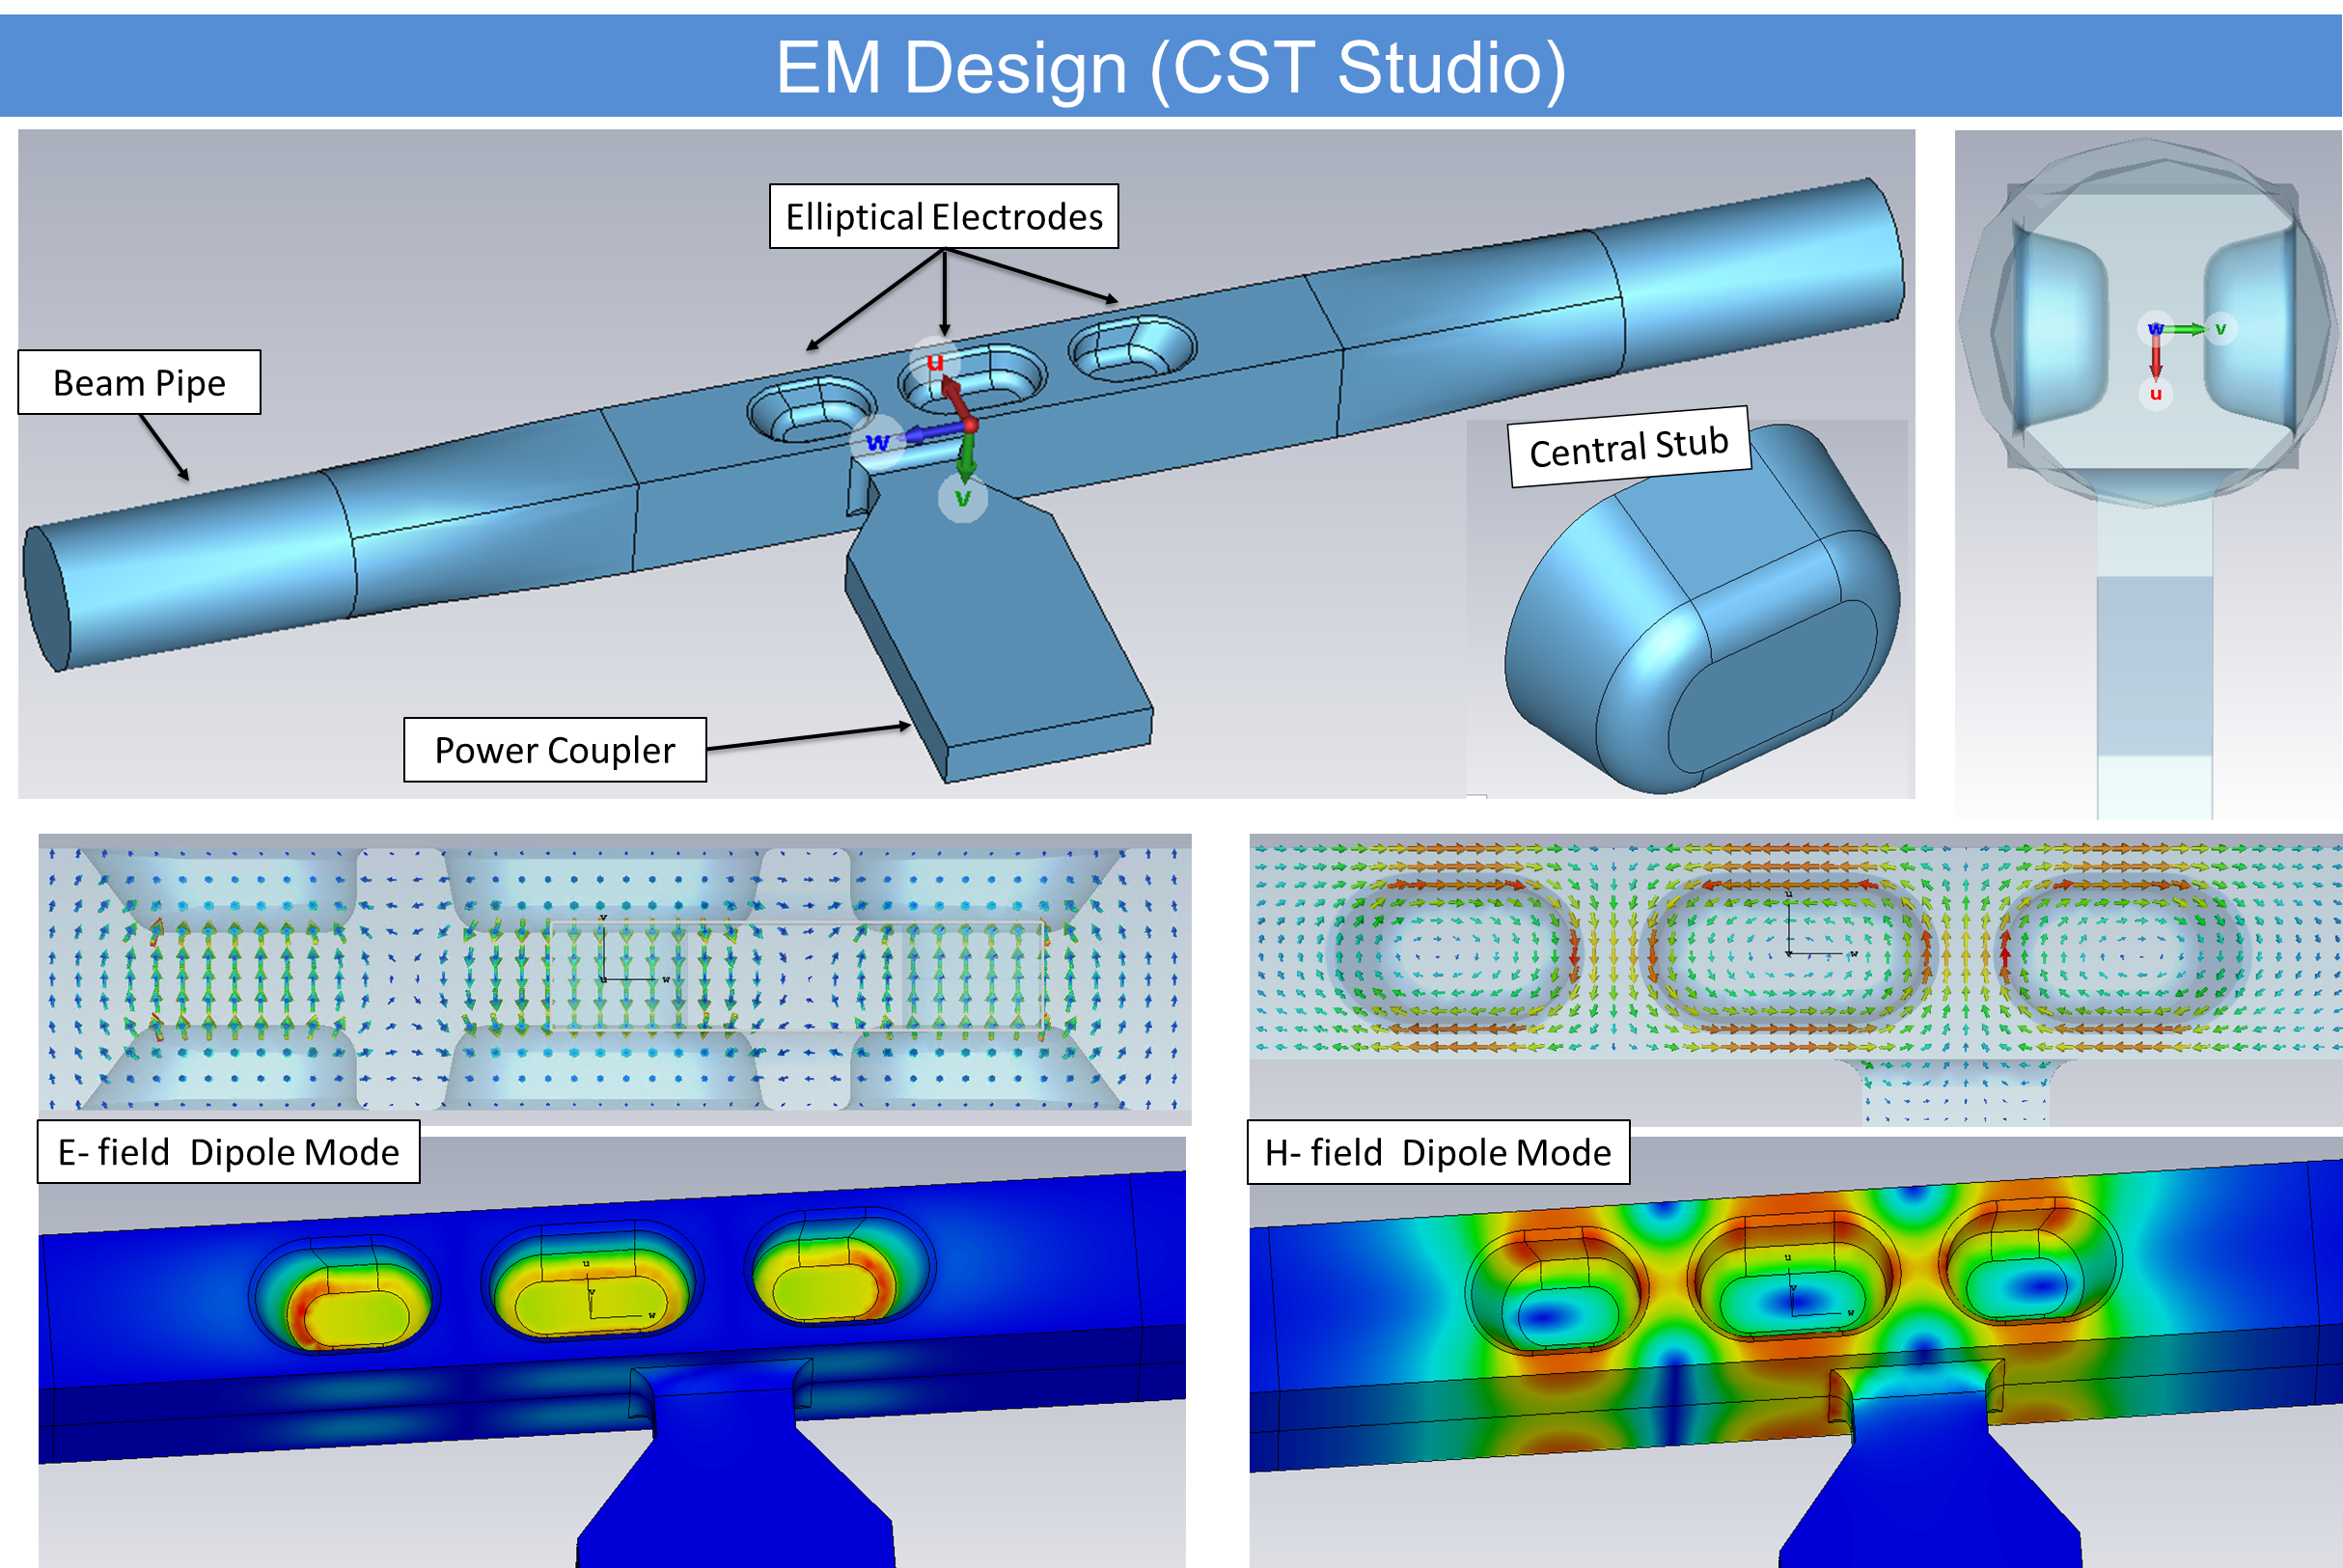 EM Design (CST Studio)
Elliptical Electrodes
Beam Pipe
u
w
v
Central Stub
Power Coupler
w
v
u
v
u
w
u
v
w
E- field  Dipole Mode
H- field  Dipole Mode
u
v
w
u
v
w